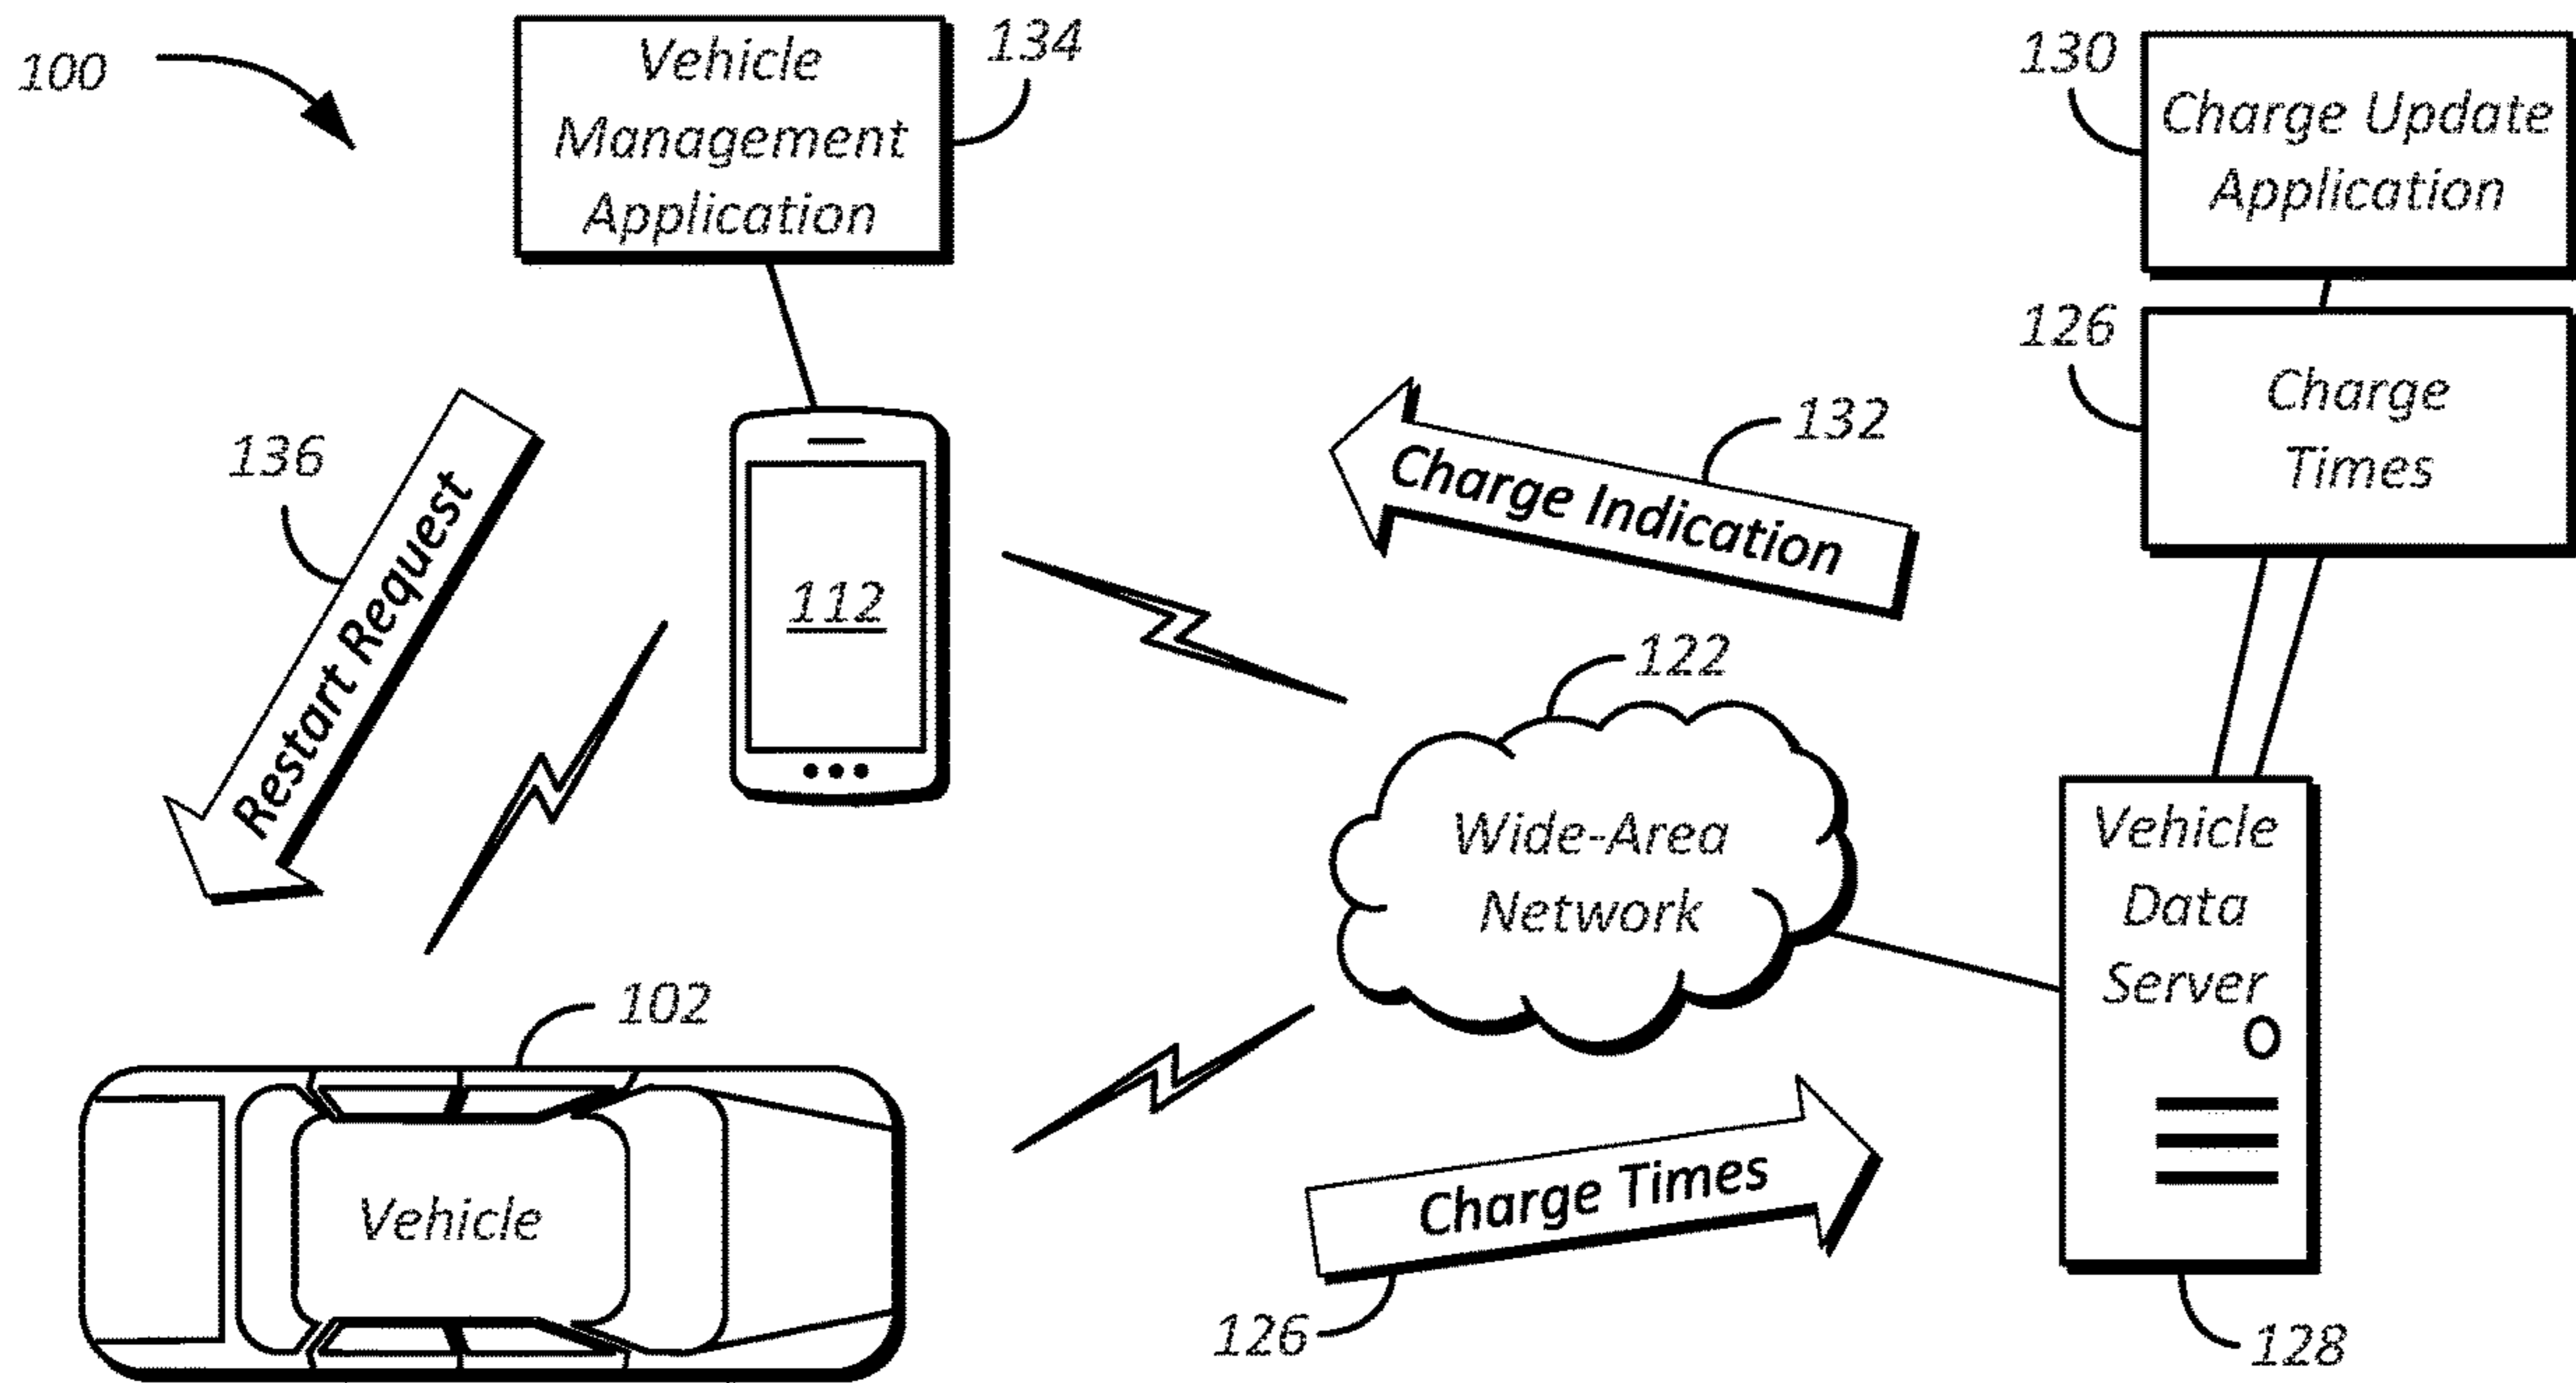 100
Vehicle
Management
Application
134
130
Charge Update
Application
126
Charge
Times
136
Restart Request
112
132
Charge Indication
122
Wide-Area
Network
Vehicle
Data
Server
102
Vehicle
Charge Times
126
128